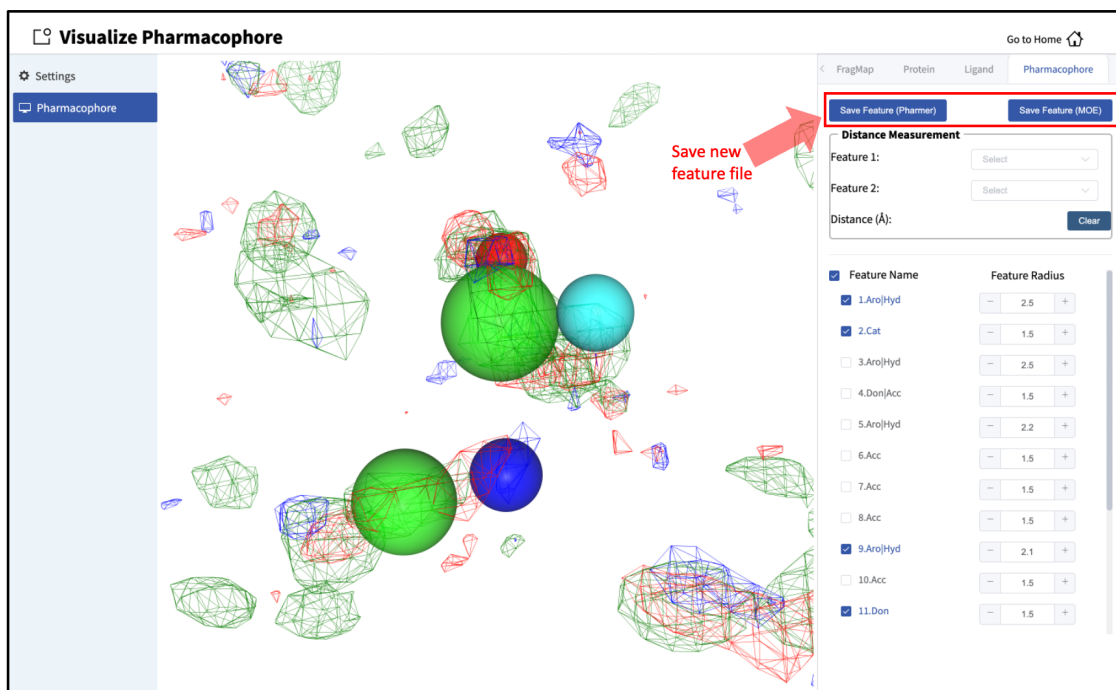 Visualize Pharmacophore
Go to Home
Settings
Pharmacophore
FragMap Protein Ligand Pharmacophore
Save Feature (Pharmer) Save Feature (MOE)
Save new
feature file
Distance Measurement
Feature 1: Select
Feature 2: Select
Distance (Å): Clear
Feature Name Feature Radius
1.Aro|Hyd − 2.5 +
2.Cat − 1.5 +
3.Aro|Hyd − 2.5 +
4.Don|Acc − 1.5 +
5.Aro|Hyd − 2.2 +
6.Acc − 1.5 +
7.Acc − 1.5 +
8.Acc − 1.5 +
9.Aro|Hyd − 2.1 +
10.Acc − 1.5 +
11.Don − 1.5 +